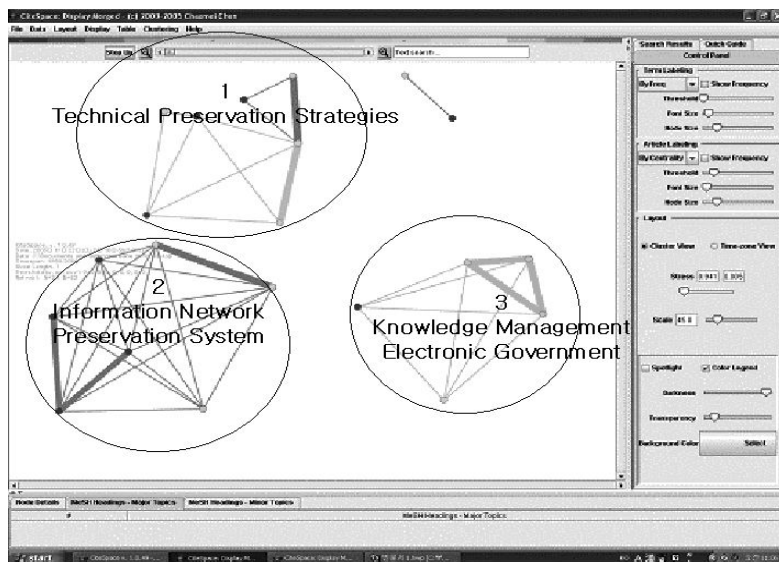 CiteSpace: Display Merged - (c) 2003-2005 Chaomei Chen
File Data Layout Display Table Clustering Help
Step Up
Text search...
Search Results Quick Guide
Control Panel
Term Labeling
By Freq Show Frequency
Threshold
Font Size
Node Size
Article Labeling
By Centrality Show Frequency
Threshold
Font Size
Node Size
Layout
Cluster View Time-zone View
Stress
Scale 45.0
Spotlight Color Legend
Darkness
Transparency
Background Color Select
1
Technical Preservation Strategies
2
Information Network
Preservation System
3
Knowledge Management
Electronic Government
Node Details MeSH Headings - Major Topics MeSH Headings - Minor Topics
# MeSH Headings - Major Topics
start